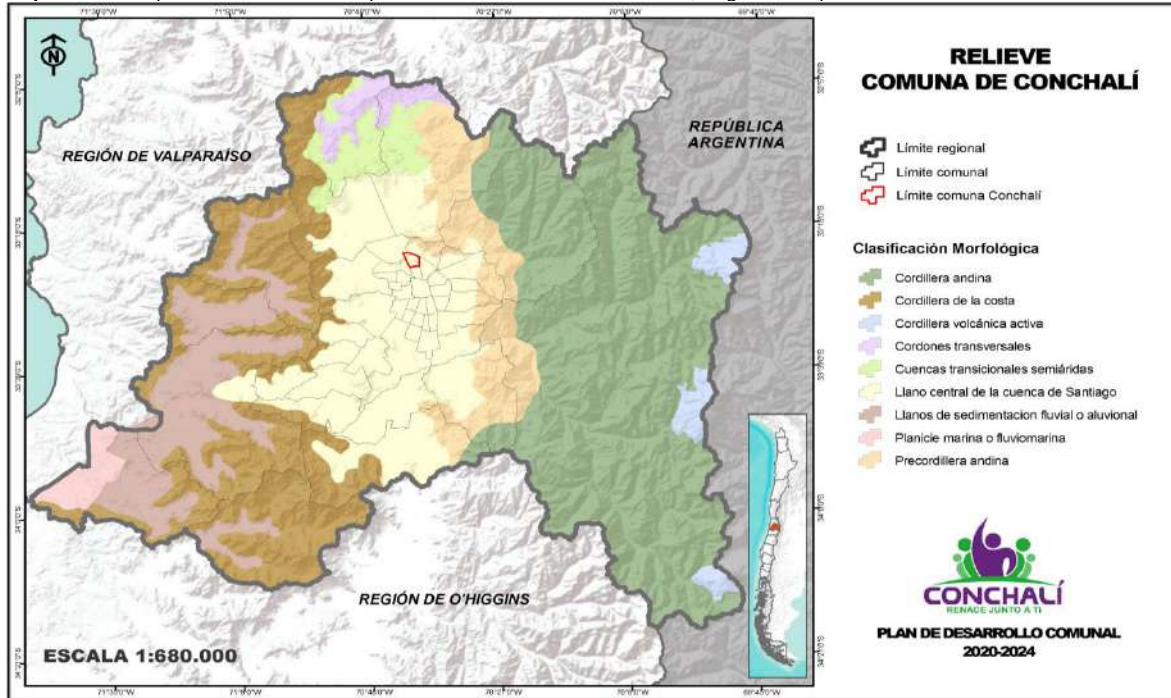 RELIEVE
COMUNA DE CONCHALÍ
N
REGIÓN DE VALPARAÍSO
REPÚBLICA
ARGENTINA
REGIÓN DE O'HIGGINS
ESCALA 1:680.000
Límite regional
Límite comunal
Límite comuna Conchalí
Clasificación Morfológica
Cordillera andina
Cordillera de la costa
Cordillera volcánica activa
Cordones transversales
Cuencas transicionales semiáridas
Llano central de la cuenca de Santiago
Llanos de sedimentacion fluvial o aluvional
Planicie marina o fluviomarina
Precordillera andina
CONCHALÍ
RENACE JUNTO A TI
PLAN DE DESARROLLO COMUNAL
2020-2024